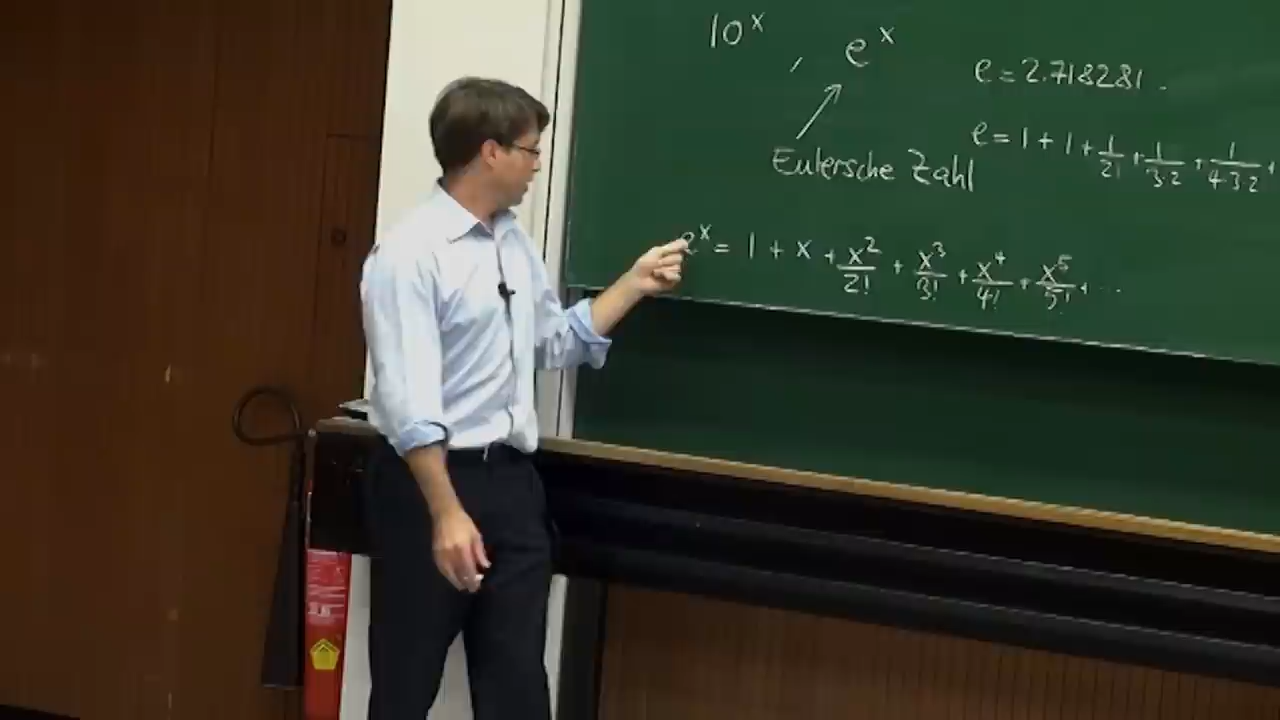 10^x , e^x
e = 2.718281.
e = 1 + 1 + 1/2! + 1/3·2 + 1/4·3·2 +
Eulersche Zahl
e^x = 1 + x + x^2/2! + x^3/3! + x^4/4! + x^5/5! + ...